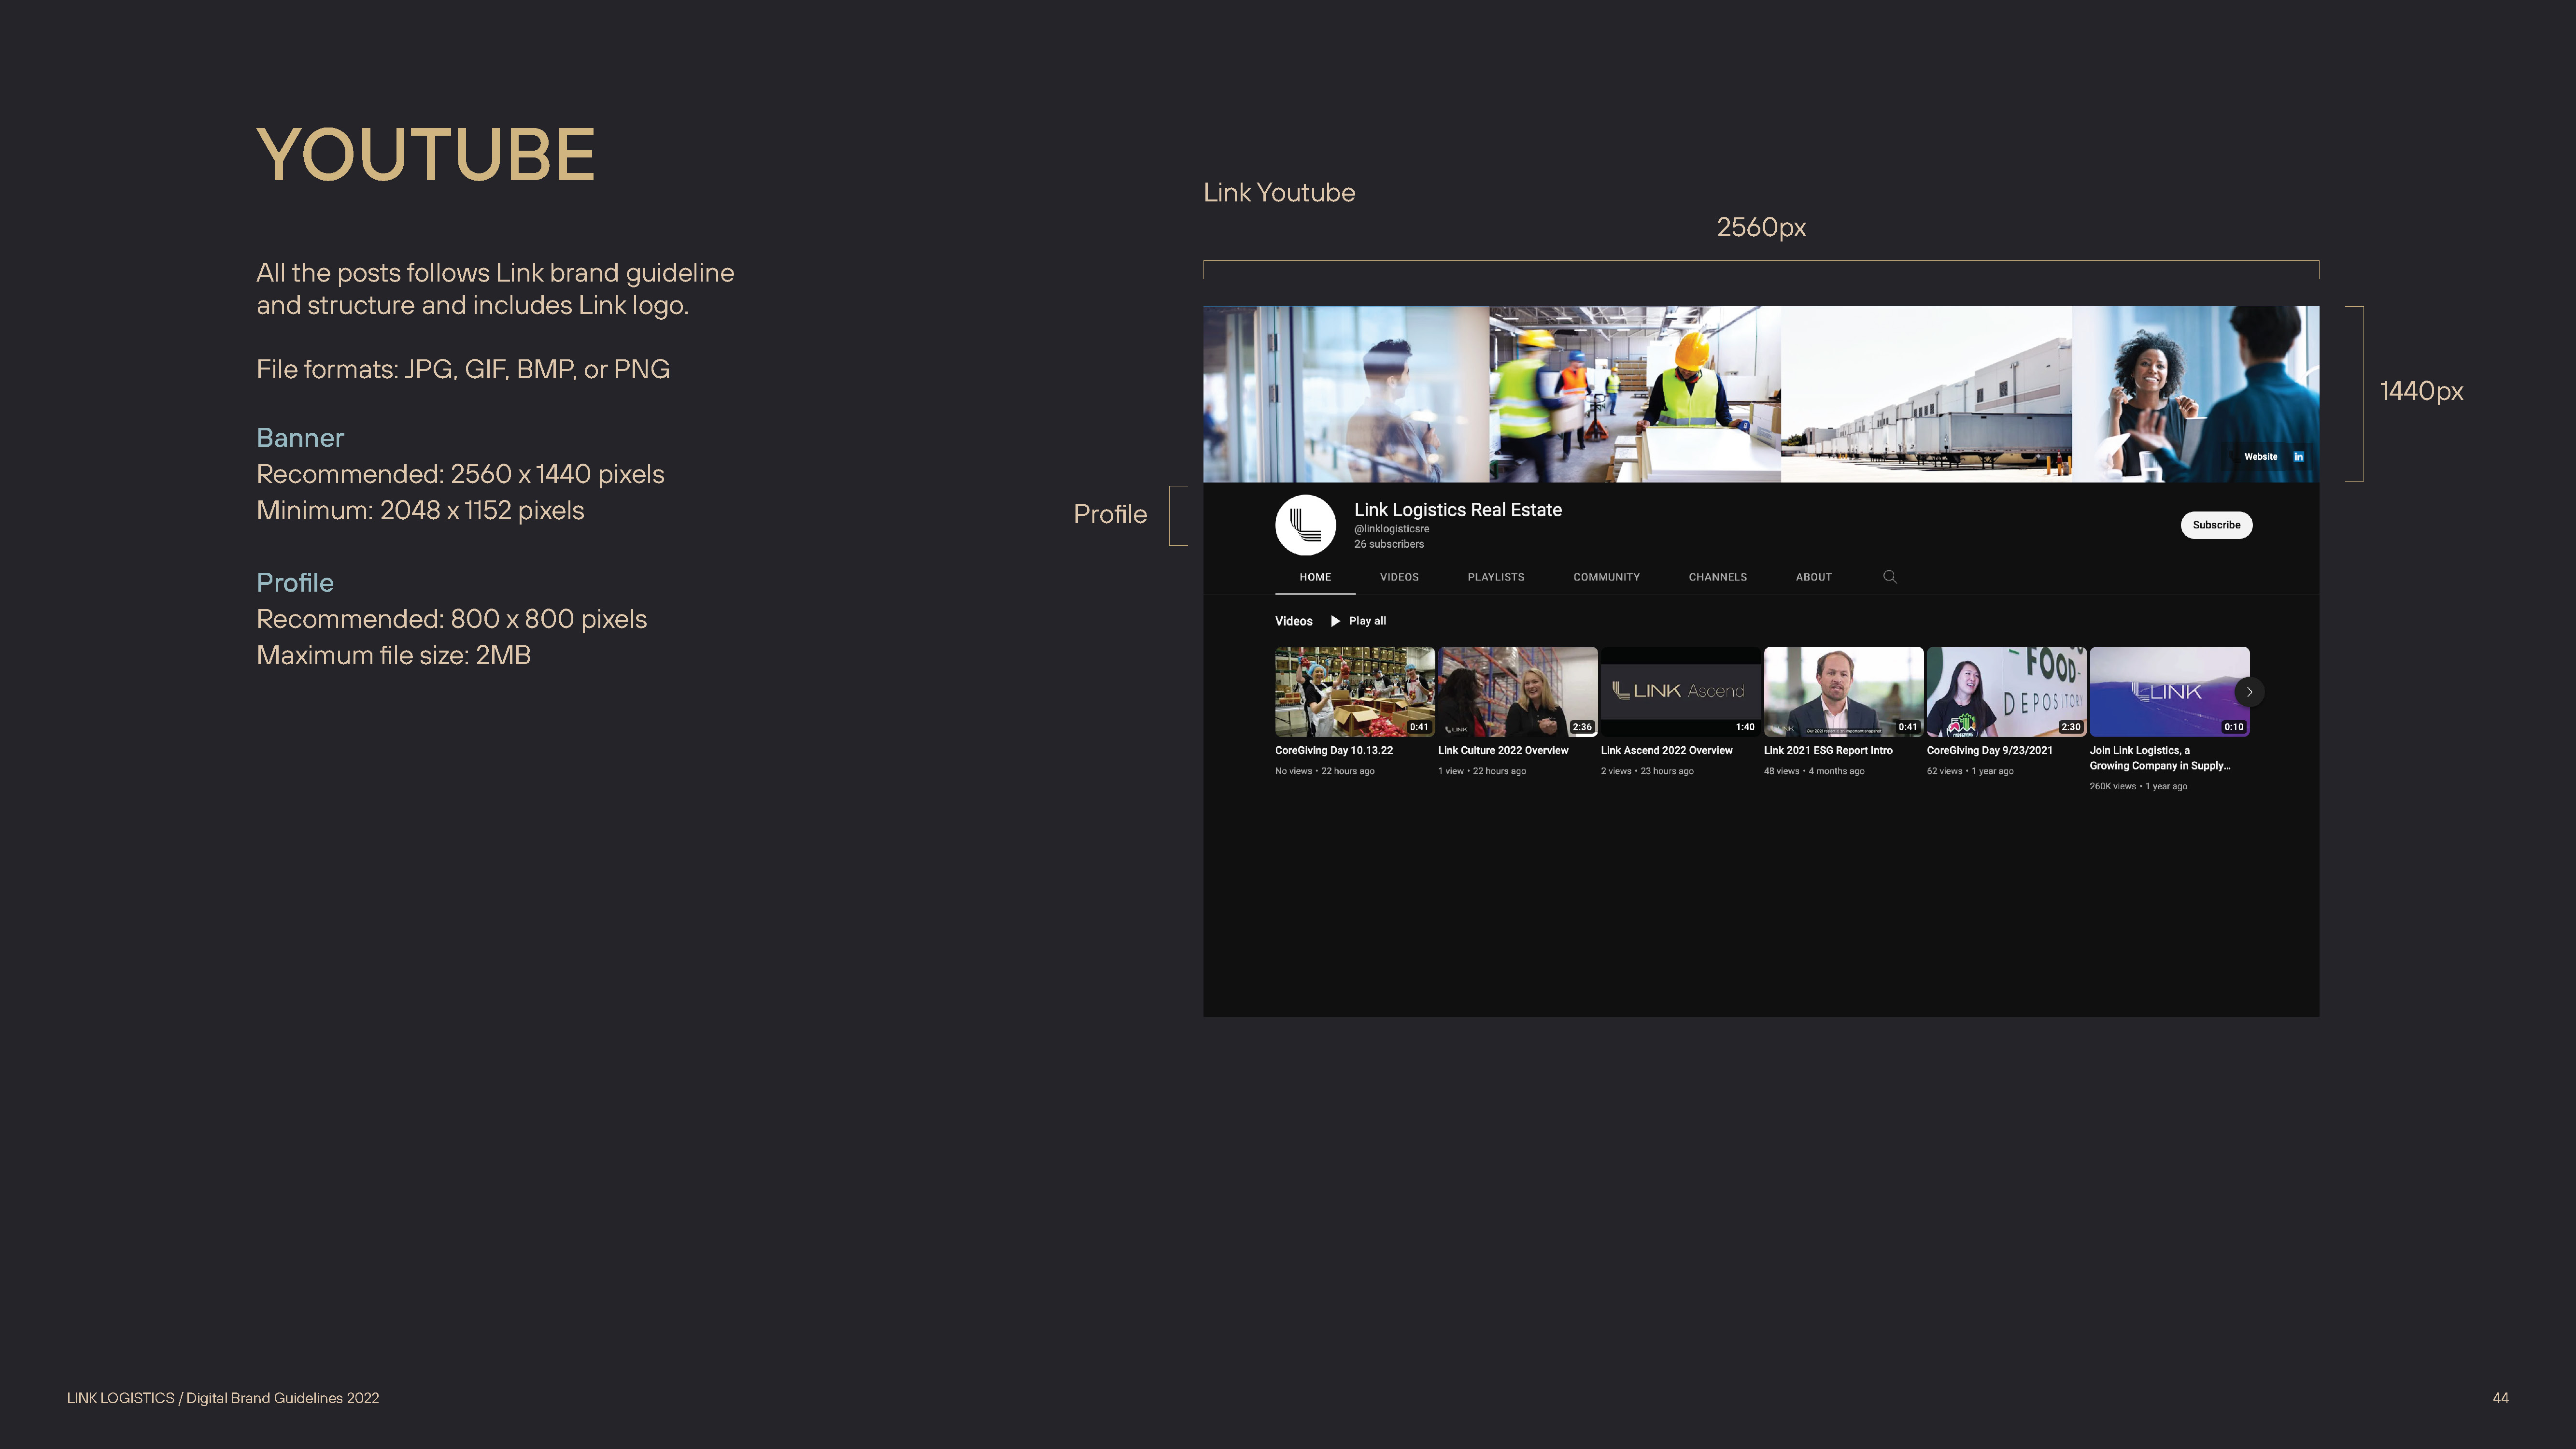 YOUTUBE
All the posts follows Link brand guideline
and structure and includes Link logo.
File formats: JPG, GIF, BMP, or PNG
Banner
Recommended: 2560 x 1440 pixels
Minimum: 2048 x 1152 pixels
Profile
Recommended: 800 x 800 pixels
Maximum file size: 2MB
Link Youtube
2560px
1440px
Website in
Profile
Link Logistics Real Estate
@linklogisticsre
26 subscribers
Subscribe
HOME VIDEOS PLAYLISTS COMMUNITY CHANNELS ABOUT
Videos Play all
0:41
LINK 2:36
LINK Ascend 1:40
0:41
FOOD
DEPOSITORY 2:30
LINK 0:10
CoreGiving Day 10.13.22
No views • 22 hours ago
Link Culture 2022 Overview
1 view • 22 hours ago
Link Ascend 2022 Overview
2 views • 23 hours ago
Link 2021 ESG Report Intro
48 views • 4 months ago
CoreGiving Day 9/23/2021
62 views • 1 year ago
Join Link Logistics, a
Growing Company in Supply...
260K views • 1 year ago
LINK LOGISTICS / Digital Brand Guidelines 2022
44